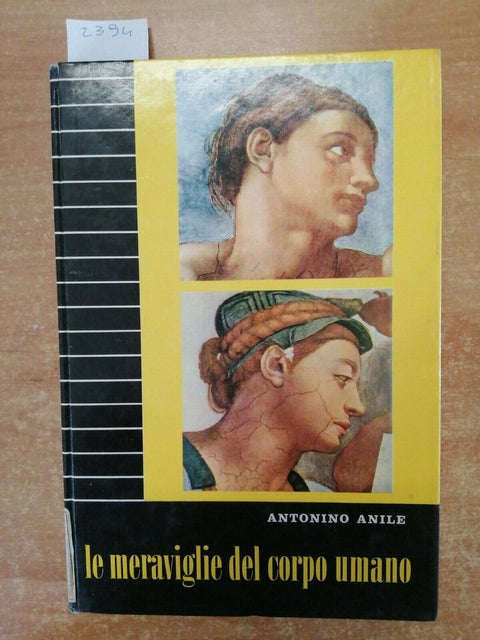 2394
ANTONINO ANILE
le meraviglie del corpo umano